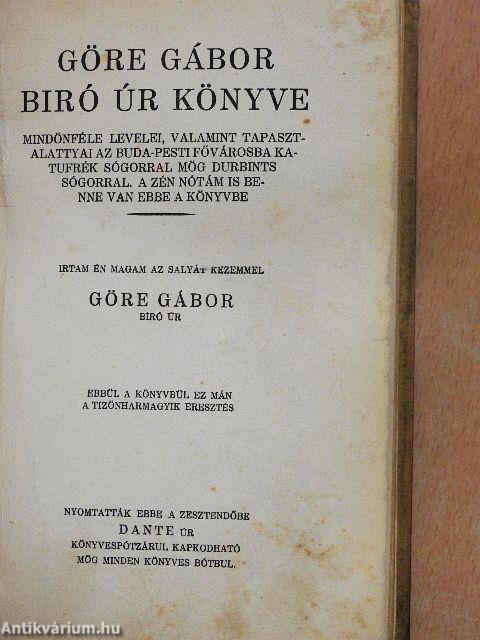 GÖRE GÁBOR
BIRÓ ÚR KÖNYVE
MINDÖNFÉLE LEVELEI, VALAMINT TAPASZT-
ALATTYAI AZ BUDA-PESTI FŐVÁROSBA KA-
TUFRÉK SÓGORRAL MÖG DURBINTS
SÓGORRAL. A ZÉN NÓTÁM IS BE-
NNE VAN EBBE A KÖNYVBE
IRTAM ÉN MAGAM AZ SALYÁT KEZEMMEL
GÖRE GÁBOR
BIRÓ ÚR
EBBÜL A KÖNYVBÜL EZ MÁN
A TIZÖNHARMAGYIK ERESZTÉS
NYOMTATTÁK EBBE A ZESZTENDŐBE
DANTE ÚR
KÖNYVESPÓTZÁRUL KAPKODHATÓ
MÖG MINDEN KÖNYVES BÓTBUL.
Antikvárium.hu